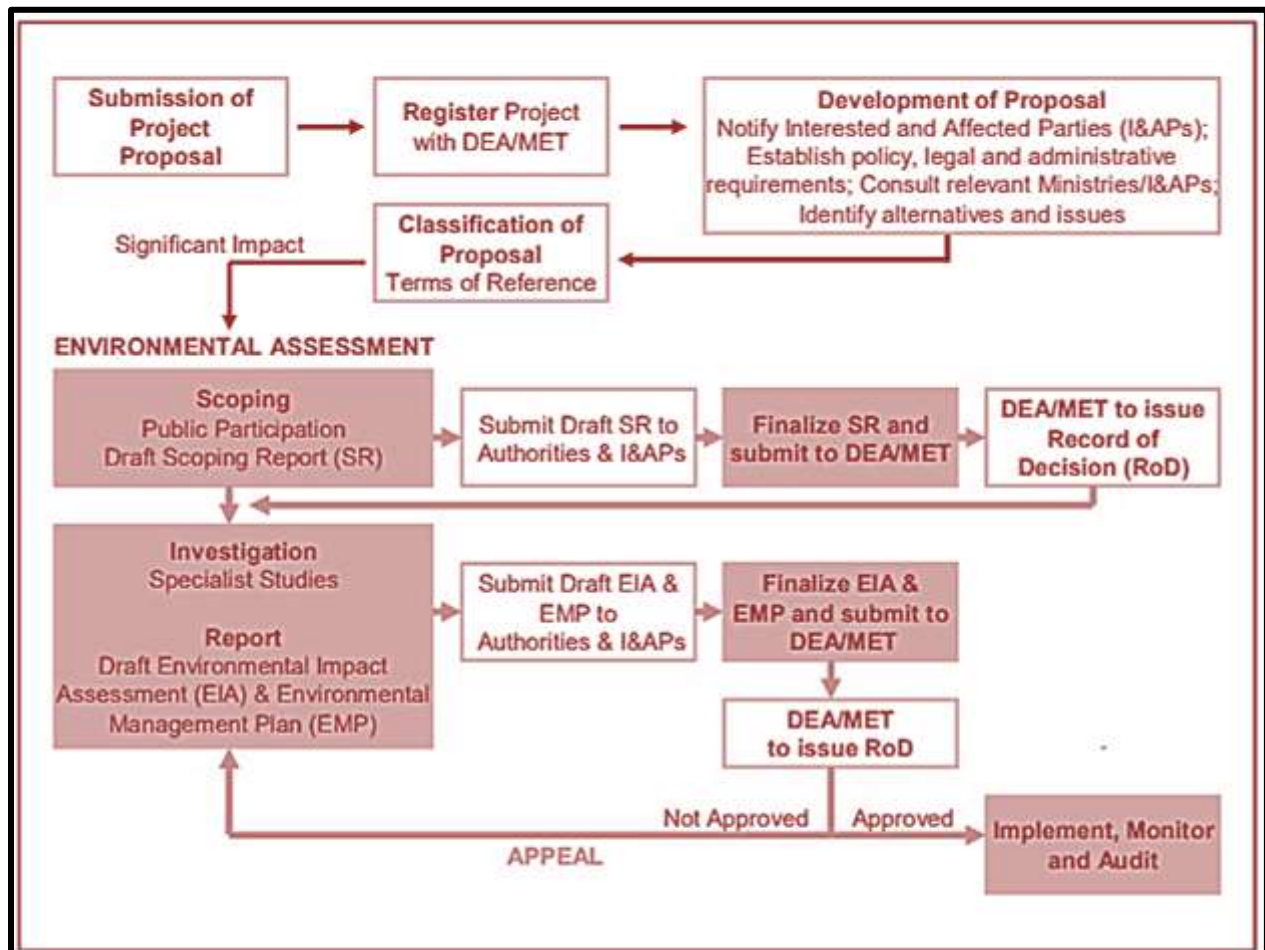 Submission of
Project
Proposal
Register Project
with DEA/MET
Development of Proposal
Notify Interested and Affected Parties (I&APs);
Establish policy, legal and administrative
requirements; Consult relevant Ministries/I&APs;
Identify alternatives and issues
Significant Impact
Classification of
Proposal
Terms of Reference
ENVIRONMENTAL ASSESSMENT
Scoping
Public Participation
Draft Scoping Report (SR)
Submit Draft SR to
Authorities & I&APs
Finalize SR and
submit to DEA/MET
DEA/MET to issue
Record of
Decision (RoD)
Investigation
Specialist Studies
Report
Draft Environmental Impact
Assessment (EIA) & Environmental
Management Plan (EMP)
Submit Draft EIA &
EMP to
Authorities & I&APs
Finalize EIA &
EMP and submit to
DEA/MET
DEA/MET
to issue RoD
Not Approved
Approved
APPEAL
Implement, Monitor
and Audit